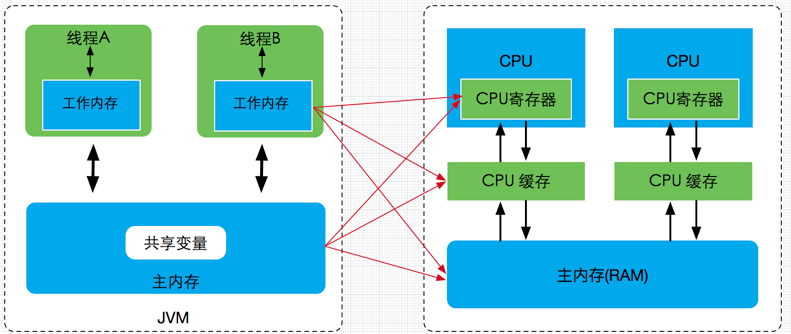 线程A
线程B
工作内存
工作内存
共享变量
主内存
JVM
CPU
CPU
CPU寄存器
CPU寄存器
CPU 缓存
CPU 缓存
主内存(RAM)